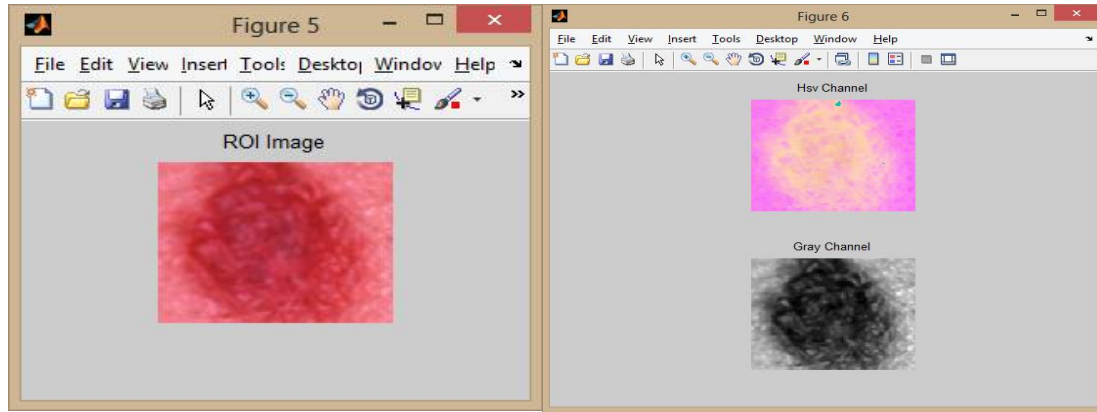 Figure 5
File Edit View Insert Tools Desktop Window Help
ROI Image
Figure 6
File Edit View Insert Tools Desktop Window Help
Hsv Channel
Gray Channel